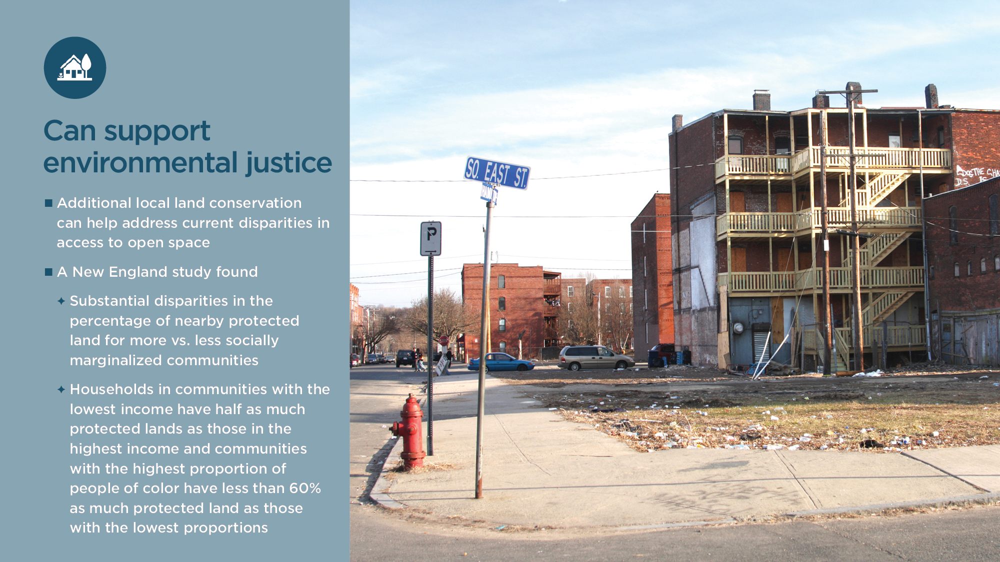 Can support
environmental justice
Additional local land conservation
can help address current disparities in
access to open space
A New England study found
Substantial disparities in the
percentage of nearby protected
land for more vs. less socially
marginalized communities
Households in communities with the
lowest income have half as much
protected lands as those in the
highest income and communities
with the highest proportion of
people of color have less than 60%
as much protected land as those
with the lowest proportions
SO. EAST ST.
P
STOP
D.S.